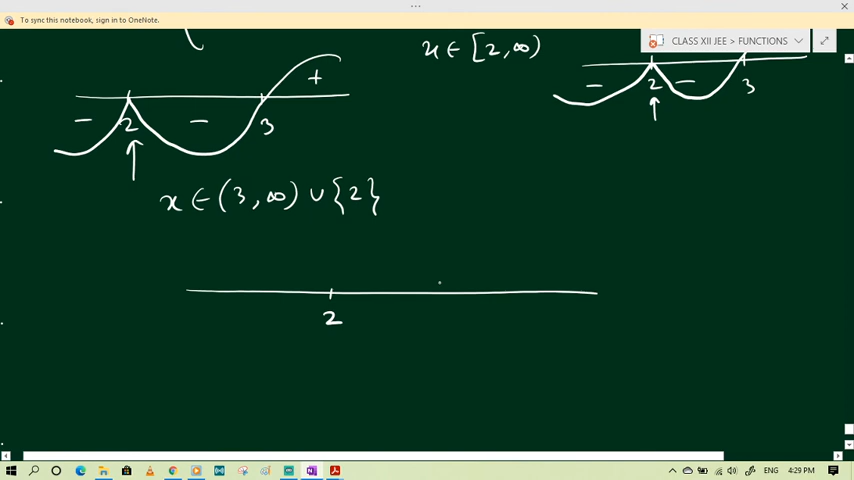 To sync this notebook, sign in to OneNote.
CLASS XII JEE > FUNCTIONS
x ∈ [2, ∞)
+
− 2 − 3
− 2 − 3
x ∈ (3, ∞) ∪ {2}
2
ENG 4:29 PM